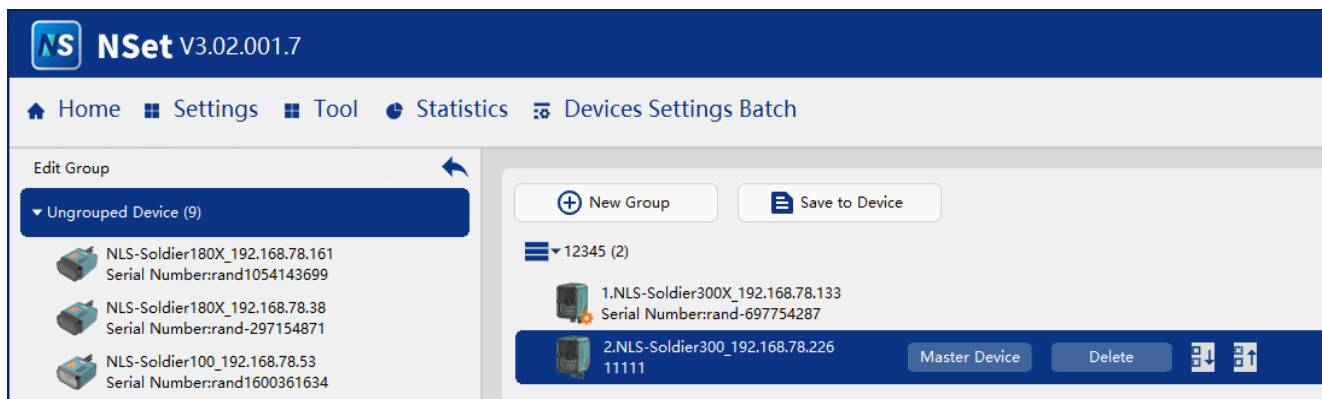 NS NSet V3.02.001.7
Home Settings Tool Statistics Devices Settings Batch
Edit Group
Ungrouped Device (9)
NLS-Soldier180X_192.168.78.161
Serial Number:rand1054143699
NLS-Soldier180X_192.168.78.38
Serial Number:rand-297154871
NLS-Soldier100_192.168.78.53
Serial Number:rand1600361634
New Group Save to Device
12345 (2)
1.NLS-Soldier300X_192.168.78.133
Serial Number:rand-697754287
2.NLS-Soldier300_192.168.78.226
11111
Master Device Delete